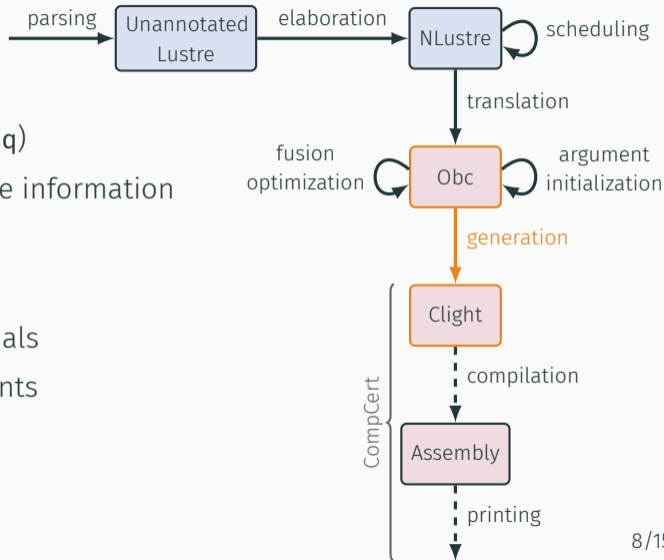 parsing
Unannotated
Lustre
elaboration
NLustre
scheduling
translation
q)
e information
fusion
optimization
Obc
argument
initialization
generation
als
nts
Clight
compilation
CompCert
Assembly
printing
8/15